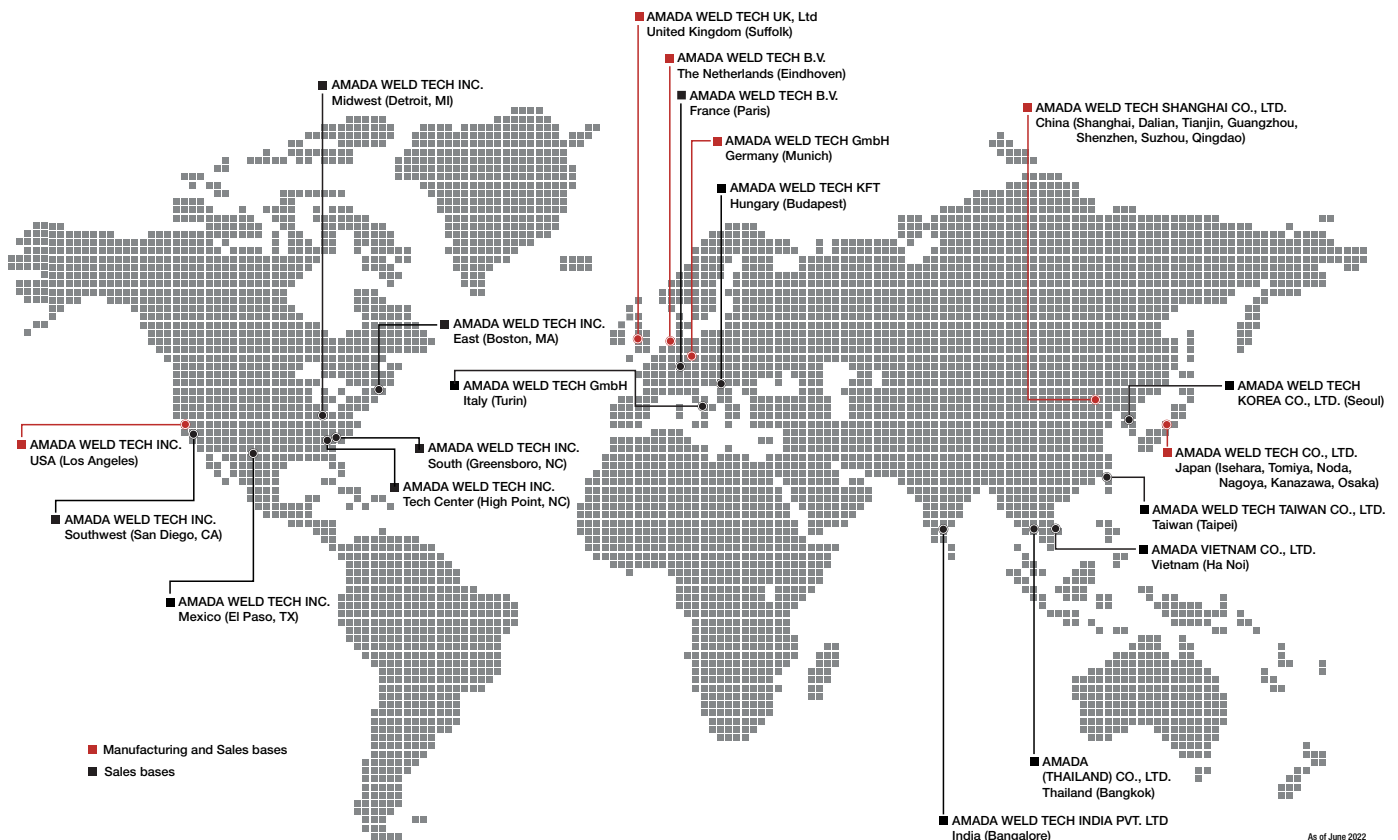 AMADA WELD TECH UK, Ltd
United Kingdom (Suffolk)
AMADA WELD TECH B.V.
The Netherlands (Eindhoven)
AMADA WELD TECH INC.
Midwest (Detroit, MI)
AMADA WELD TECH B.V.
France (Paris)
AMADA WELD TECH SHANGHAI CO., LTD.
China (Shanghai, Dalian, Tianjin, Guangzhou,
Shenzhen, Suzhou, Qingdao)
AMADA WELD TECH GmbH
Germany (Munich)
AMADA WELD TECH KFT
Hungary (Budapest)
AMADA WELD TECH INC.
East (Boston, MA)
AMADA WELD TECH GmbH
Italy (Turin)
AMADA WELD TECH
KOREA CO., LTD. (Seoul)
AMADA WELD TECH INC.
USA (Los Angeles)
AMADA WELD TECH INC.
South (Greensboro, NC)
AMADA WELD TECH CO., LTD.
Japan (Isehara, Tomiya, Noda,
Nagoya, Kanazawa, Osaka)
AMADA WELD TECH INC.
Tech Center (High Point, NC)
AMADA WELD TECH INC.
Southwest (San Diego, CA)
AMADA WELD TECH TAIWAN CO., LTD.
Taiwan (Taipei)
AMADA VIETNAM CO., LTD.
Vietnam (Ha Noi)
AMADA WELD TECH INC.
Mexico (El Paso, TX)
Manufacturing and Sales bases
Sales bases
AMADA
(THAILAND) CO., LTD.
Thailand (Bangkok)
AMADA WELD TECH INDIA PVT. LTD
India (Bangalore)
As of June 2022